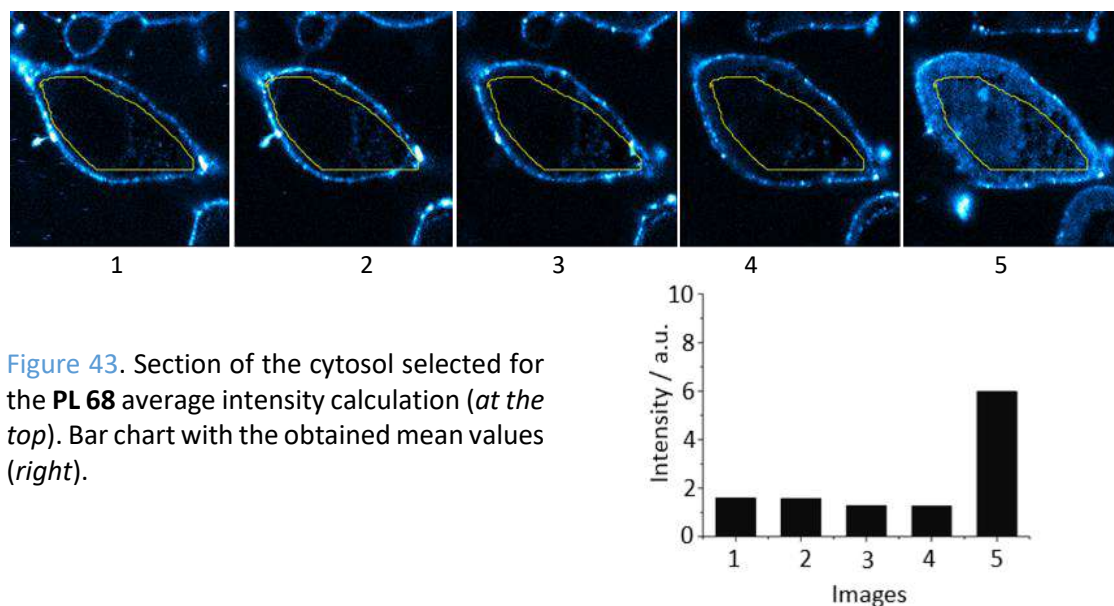 1 2 3 4 5
Figure 43. Section of the cytosol selected for
the PL 68 average intensity calculation (at the
top). Bar chart with the obtained mean values
(right).
10
8
6
4
2
0
Intensity / a.u.
1 2 3 4 5
Images